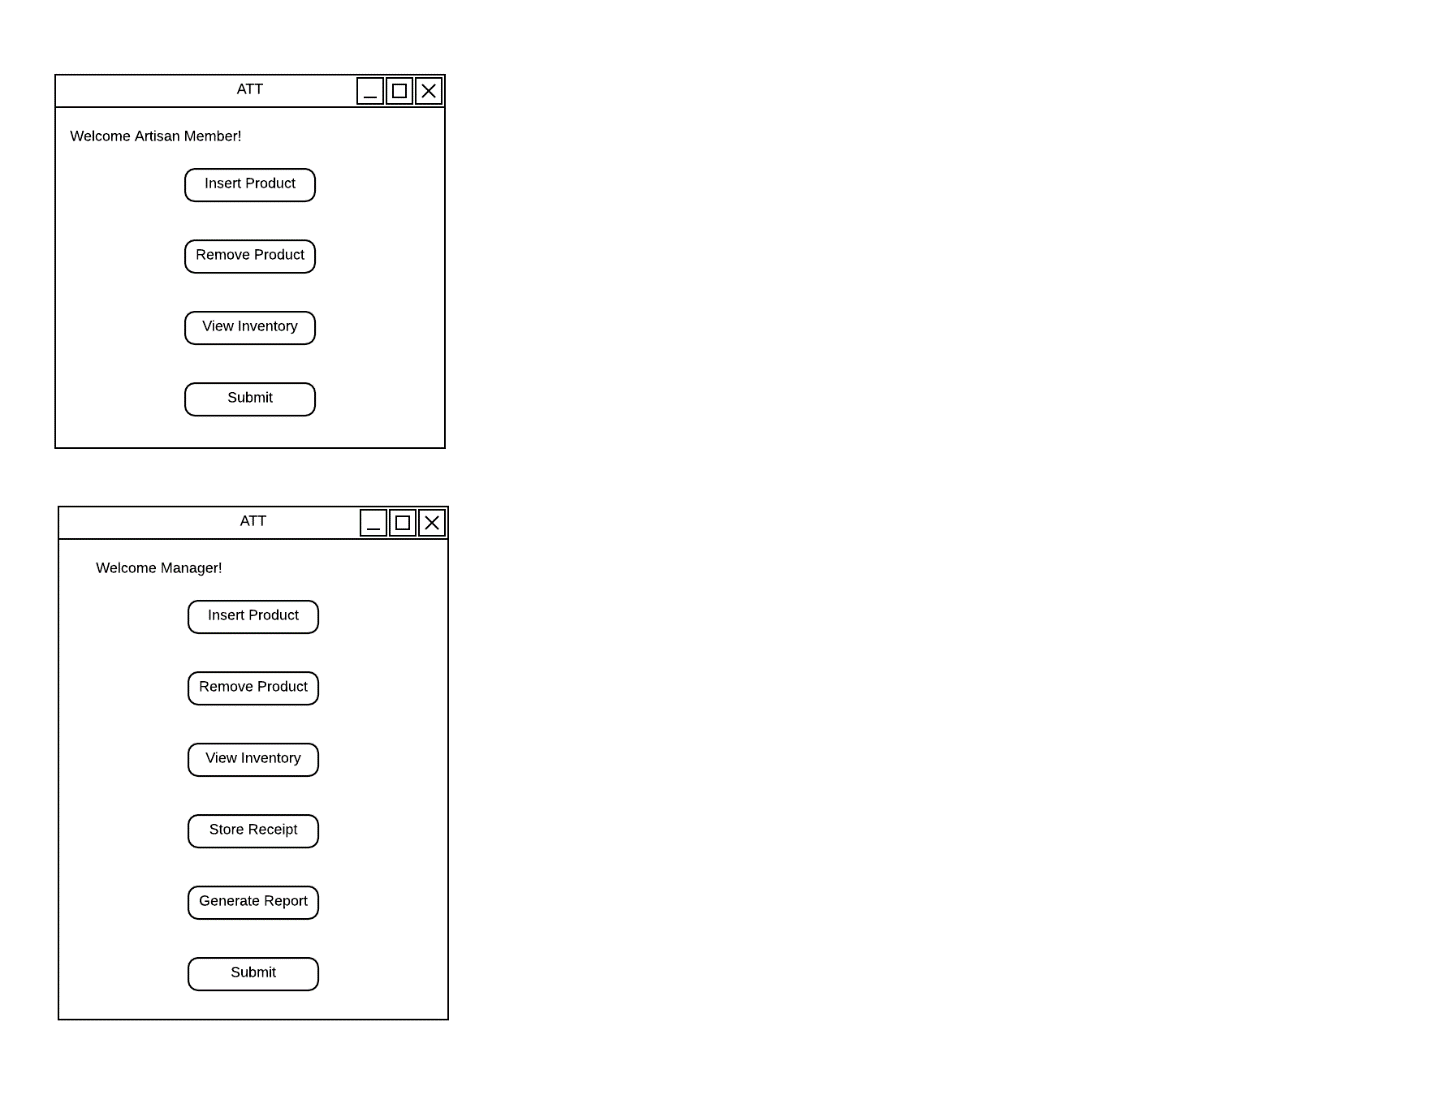 ATT
Welcome Artisan Member!
Insert Product
Remove Product
View Inventory
Submit
ATT
Welcome Manager!
Insert Product
Remove Product
View Inventory
Store Receipt
Generate Report
Submit